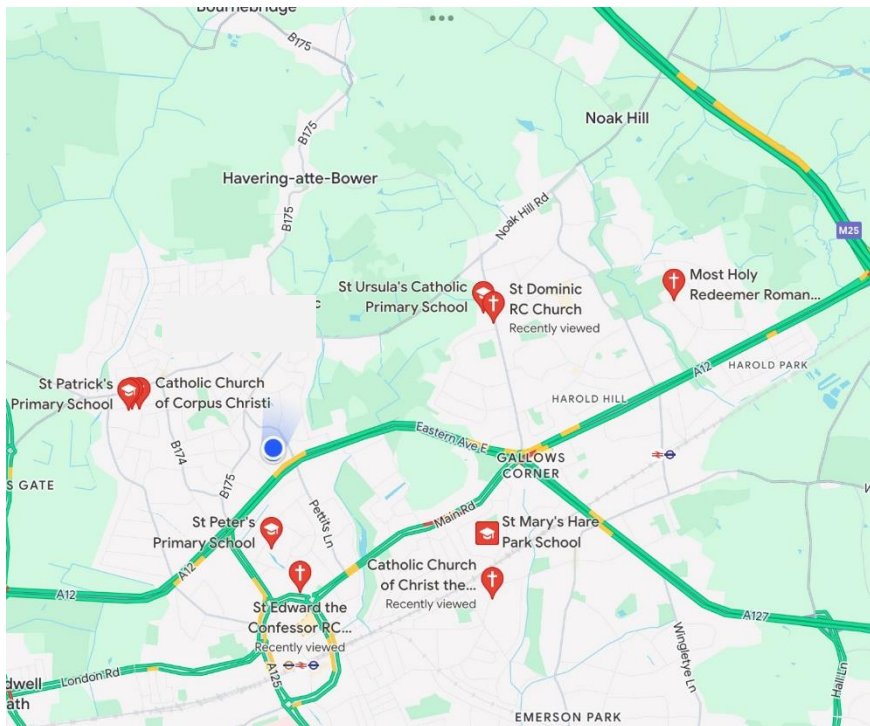 Bournebridge
B175
B175
Noak Hill
Havering-atte-Bower
B175
Noak Hill Rd
M25
St Ursula's Catholic
Primary School
St Dominic
RC Church
Recently viewed
Most Holy
Redeemer Roman...
c
St Patrick's
Primary School
Catholic Church
of Corpus Christi
A12
HAROLD PARK
HAROLD HILL
Eastern Ave E
GALLOWS
CORNER
B174
B175
S GATE
Pettits Ln
Main Rd
St Peter's
Primary School
St Mary's Hare
Park School
A12
A12
Catholic Church
of Christ the...
Recently viewed
St Edward the
Confessor RC...
Recently viewed
A127
Wingletye Ln
Hall Ln
London Rd
A125
dwell
ath
EMERSON PARK